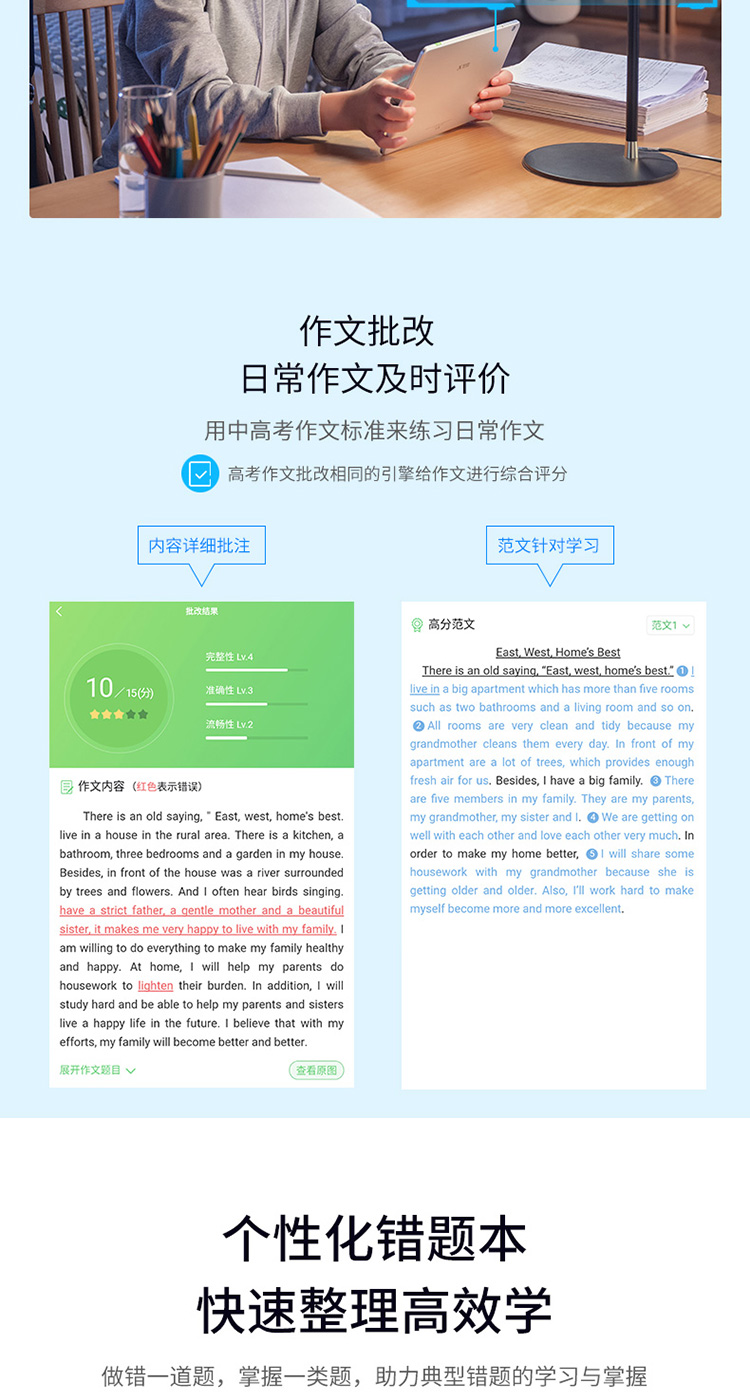 作文批改
日常作文及时评价
用中高考作文标准来练习日常作文
高考作文批改相同的引擎给作文进行综合评分
内容详细批注
批改结果
10/15(分)
完整性 Lv.4
准确性 Lv.3
流畅性 Lv.2
作文内容（红色表示错误）
There is an old saying, " East, west, home's best.
live in a house in the rural area. There is a kitchen, a
bathroom, three bedrooms and a garden in my house.
Besides, in front of the house was a river surrounded
by trees and flowers. And I often hear birds singing.
have a strict father, a gentle mother and a beautiful
sister, it makes me very happy to live with my family. I
am willing to do everything to make my family healthy
and happy. At home, I will help my parents do
housework to lighten their burden. In addition, I will
study hard and be able to help my parents and sisters
live a happy life in the future. I believe that with my
efforts, my family will become better and better.
展开作文题目
查看原图
范文针对学习
高分范文
范文1
East, West, Home's Best
There is an old saying, "East, west, home's best." 1 I
live in a big apartment which has more than five rooms
such as two bathrooms and a living room and so on.
2 All rooms are very clean and tidy because my
grandmother cleans them every day. In front of my
apartment are a lot of trees, which provides enough
fresh air for us. Besides, I have a big family. 3 There
are five members in my family. They are my parents,
my grandmother, my sister and I. 4 We are getting on
well with each other and love each other very much. In
order to make my home better, 5 I will share some
housework with my grandmother because she is
getting older and older. Also, I'll work hard to make
myself become more and more excellent.
个性化错题本
快速整理高效学
做错一道题，掌握一类题，助力典型错题的学习与掌握